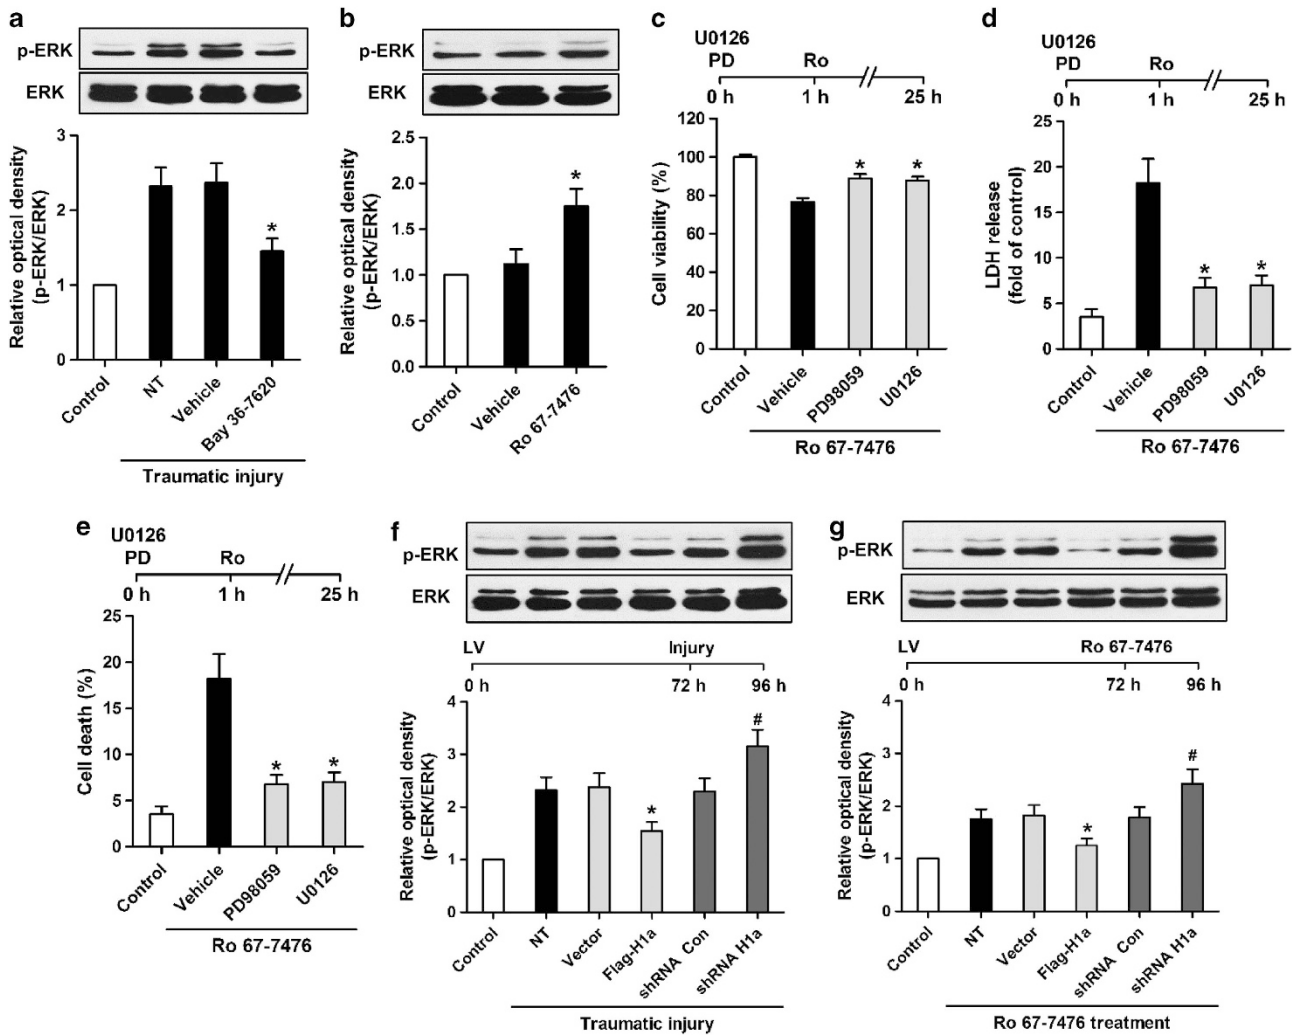 a
p-ERK
ERK
Relative optical density
(p-ERK/ERK)
3
2
1
0
*
Control
NT
Vehicle
Bay 36-7620
Traumatic injury
b
p-ERK
ERK
Relative optical density
(p-ERK/ERK)
2.5
2.0
1.5
1.0
0.5
0.0
*
Control
Vehicle
Ro 67-7476
c
U0126
PD
Ro
0 h
1 h
25 h
Cell viability (%)
120
100
80
60
40
20
0
*
*
Control
Vehicle
PD98059
U0126
Ro 67-7476
d
U0126
PD
Ro
0 h
1 h
25 h
LDH release
(fold of control)
25
20
15
10
5
0
*
*
Control
Vehicle
PD98059
U0126
Ro 67-7476
e
U0126
PD
Ro
0 h
1 h
25 h
Cell death (%)
25
20
15
10
5
0
*
*
Control
Vehicle
PD98059
U0126
Ro 67-7476
f
p-ERK
ERK
LV
Injury
0 h
72 h
96 h
Relative optical density
(p-ERK/ERK)
4
3
2
1
0
*
#
Control
NT
Vector
Flag-H1a
shRNA Con
shRNA H1a
Traumatic injury
g
p-ERK
ERK
LV
Ro 67-7476
0 h
72 h
96 h
Relative optical density
(p-ERK/ERK)
4
3
2
1
0
*
#
Control
NT
Vector
Flag-H1a
shRNA Con
shRNA H1a
Ro 67-7476 treatment